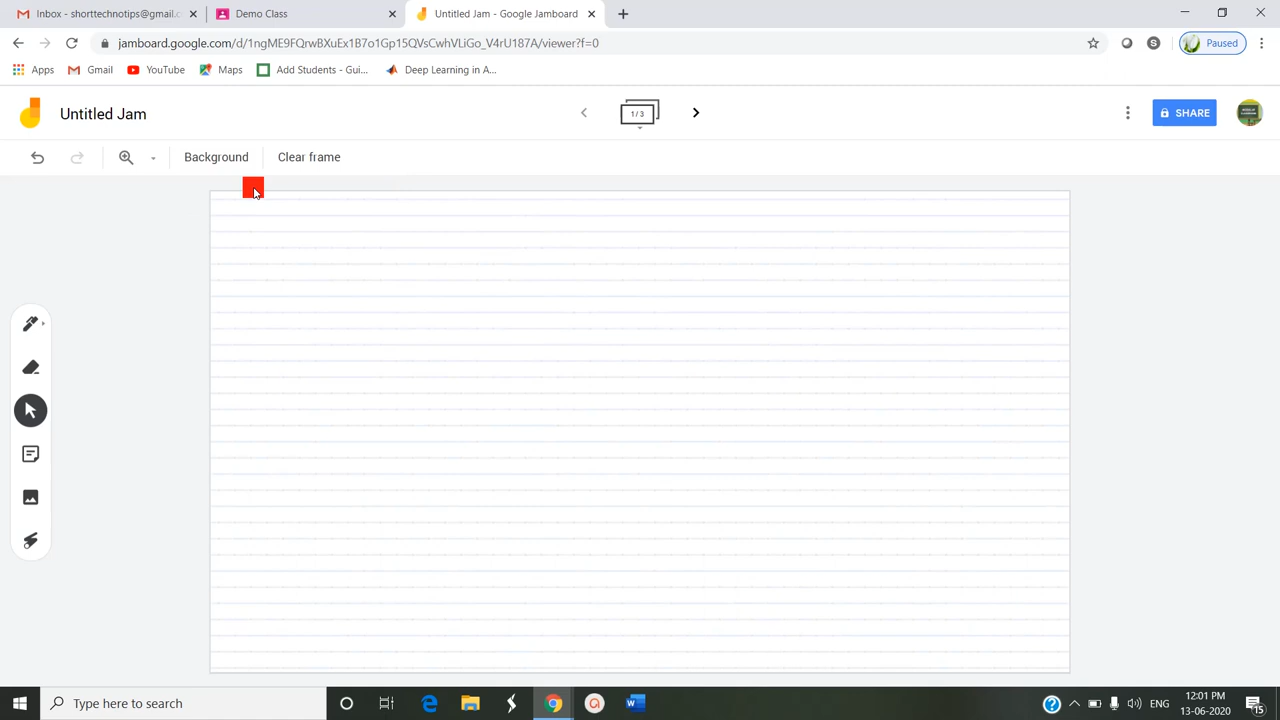 Inbox - shorttechnotips@gmail.c
Demo Class
Untitled Jam - Google Jamboard
jamboard.google.com/d/1ngME9FQrwBXuEx1B7o1Gp15QVsCwhVLiGo_V4rU187A/viewer?f=0
S
Paused
Apps
Gmail
YouTube
Maps
Add Students - Gui...
Deep Learning in A...
Untitled Jam
1 / 3
SHARE
Background
Clear frame
Type here to search
ENG
12:01 PM
13-06-2020
15